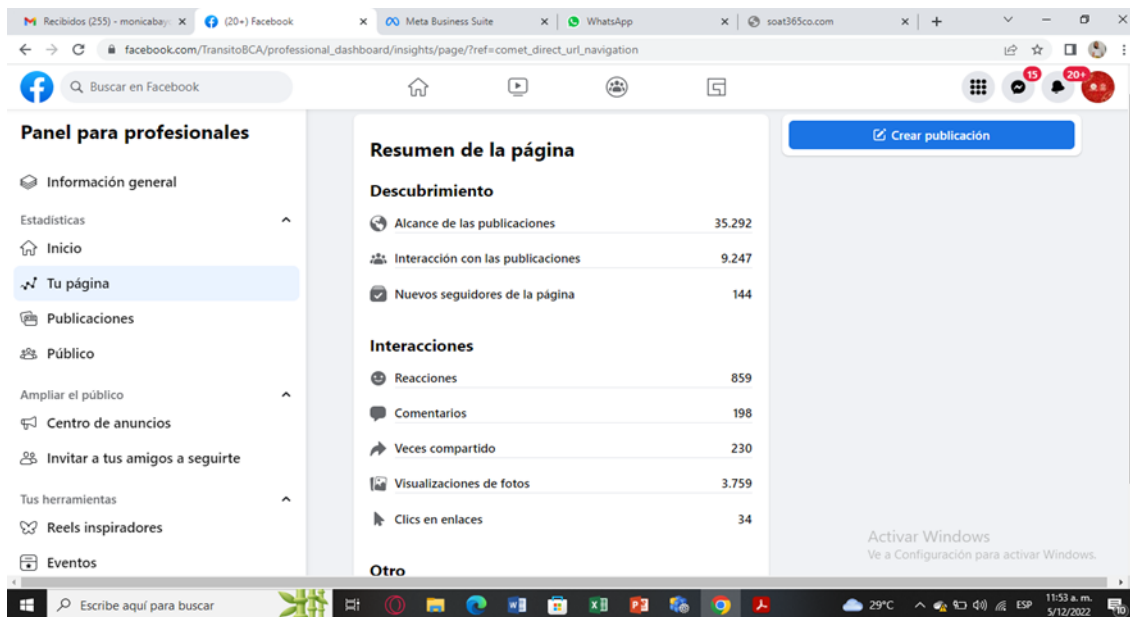 Recibidos (255) - monicabay
(20+) Facebook
Meta Business Suite
WhatsApp
soat365co.com
facebook.com/TransitoBCA/professional_dashboard/insights/page/?ref=comet_direct_url_navigation
Buscar en Facebook
15
20+
Panel para profesionales
Información general
Estadísticas
Inicio
Tu página
Publicaciones
Público
Ampliar el público
Centro de anuncios
Invitar a tus amigos a seguirte
Tus herramientas
Reels inspiradores
Eventos
Resumen de la página
Descubrimiento
Alcance de las publicaciones 35.292
Interacción con las publicaciones 9.247
Nuevos seguidores de la página 144
Interacciones
Reacciones 859
Comentarios 198
Veces compartido 230
Visualizaciones de fotos 3.759
Clics en enlaces 34
Otro
Crear publicación
Activar Windows
Ve a Configuración para activar Windows.
Escribe aquí para buscar
29°C
ESP
11:53 a. m.
5/12/2022
10